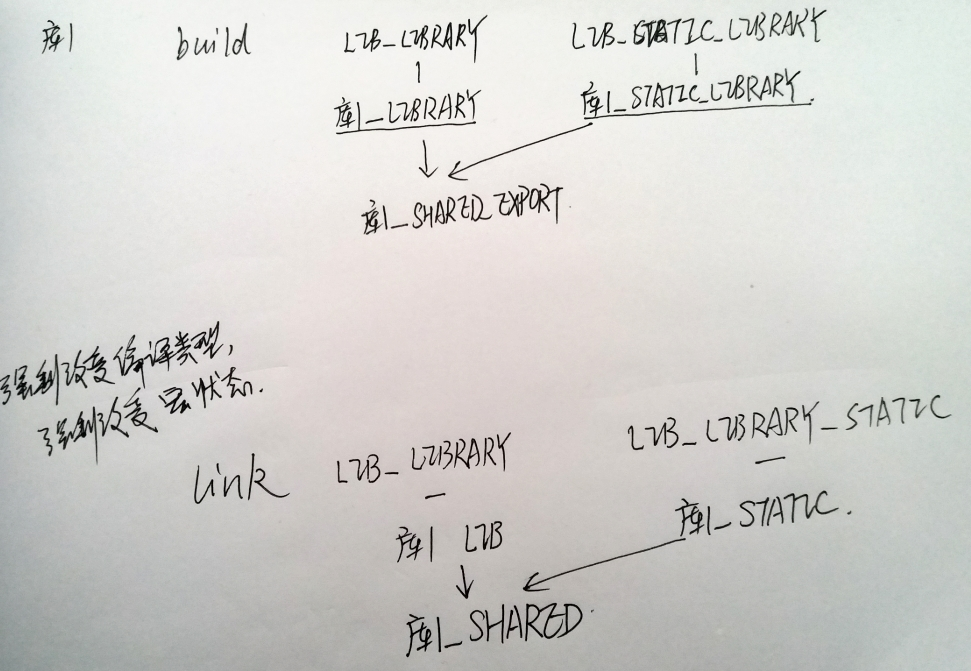 库1 build LIB_LIBRARY LIB_STATIC_LIBRARY
库1_LIBRARY 库1_STATIC_LIBRARY.
库1_SHARED_EXPORT
强制改变编译类型,
强制改变宏状态.
link LIB_LIBRARY LIB_LIBRARY_STATIC
库1 LIB 库1_STATIC.
库1_SHARED